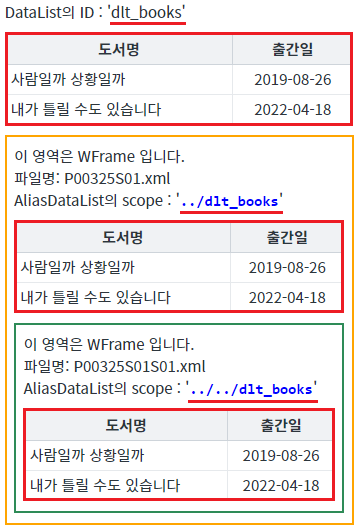 DataList의 ID : 'dlt_books'
도서명 출간일
사람일까 상황일까 2019-08-26
내가 틀릴 수도 있습니다 2022-04-18
이 영역은 WFrame 입니다.
파일명: P00325S01.xml
AliasDataList의 scope : '../dlt_books'
도서명 출간일
사람일까 상황일까 2019-08-26
내가 틀릴 수도 있습니다 2022-04-18
이 영역은 WFrame 입니다.
파일명: P00325S01S01.xml
AliasDataList의 scope : '../../dlt_books'
도서명 출간일
사람일까 상황일까 2019-08-26
내가 틀릴 수도 있습니다 2022-04-18